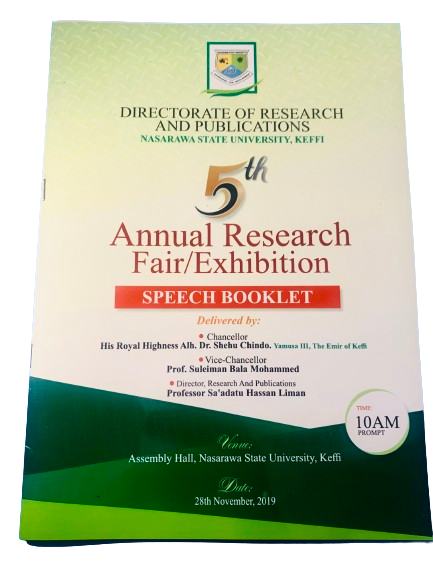 DIRECTORATE OF RESEARCH
AND PUBLICATIONS
NASARAWA STATE UNIVERSITY, KEFFI
5th
Annual Research
Fair/Exhibition
SPEECH BOOKLET
Delivered by:
• Chancellor
His Royal Highness Alh. Dr. Shehu Chindo. Yamusa III, The Emir of Keffi
• Vice-Chancellor
Prof. Suleiman Bala Mohammed
• Director, Research And Publications
Professor Sa'adatu Hassan Liman
TIME:
10AM
PROMPT
Venue:
Assembly Hall, Nasarawa State University, Keffi
Date:
28th November, 2019